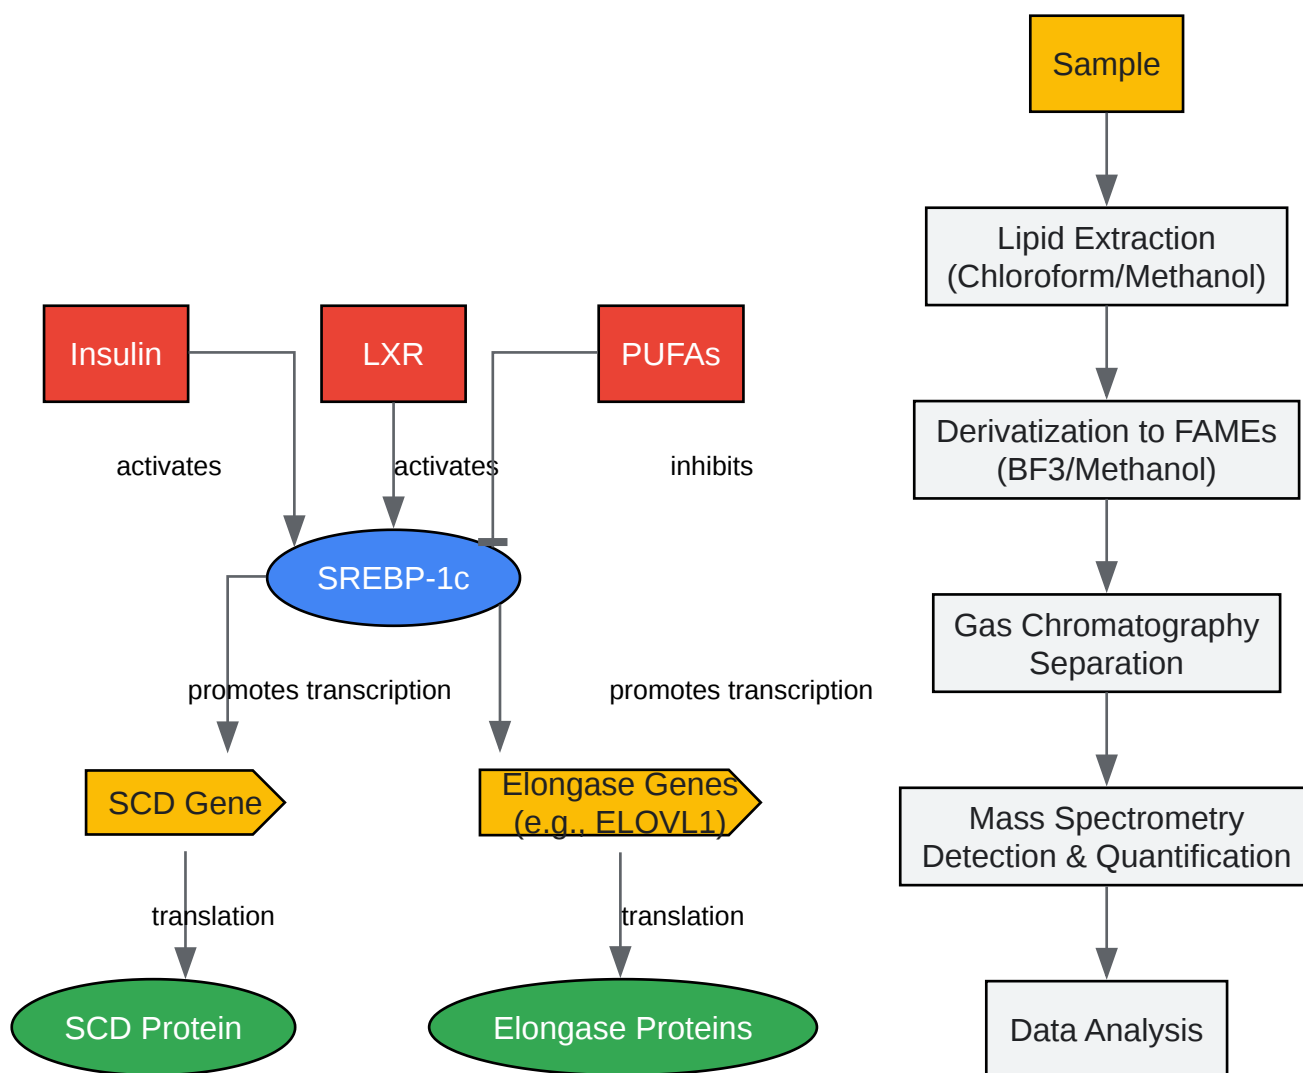 Insulin
LXR
PUFAs
activates
activates
inhibits
SREBP-1c
promotes transcription
promotes transcription
SCD Gene
Elongase Genes
(e.g., ELOVL1)
translation
translation
SCD Protein
Elongase Proteins
Sample
Lipid Extraction
(Chloroform/Methanol)
Derivatization to FAMEs
(BF3/Methanol)
Gas Chromatography
Separation
Mass Spectrometry
Detection & Quantification
Data Analysis